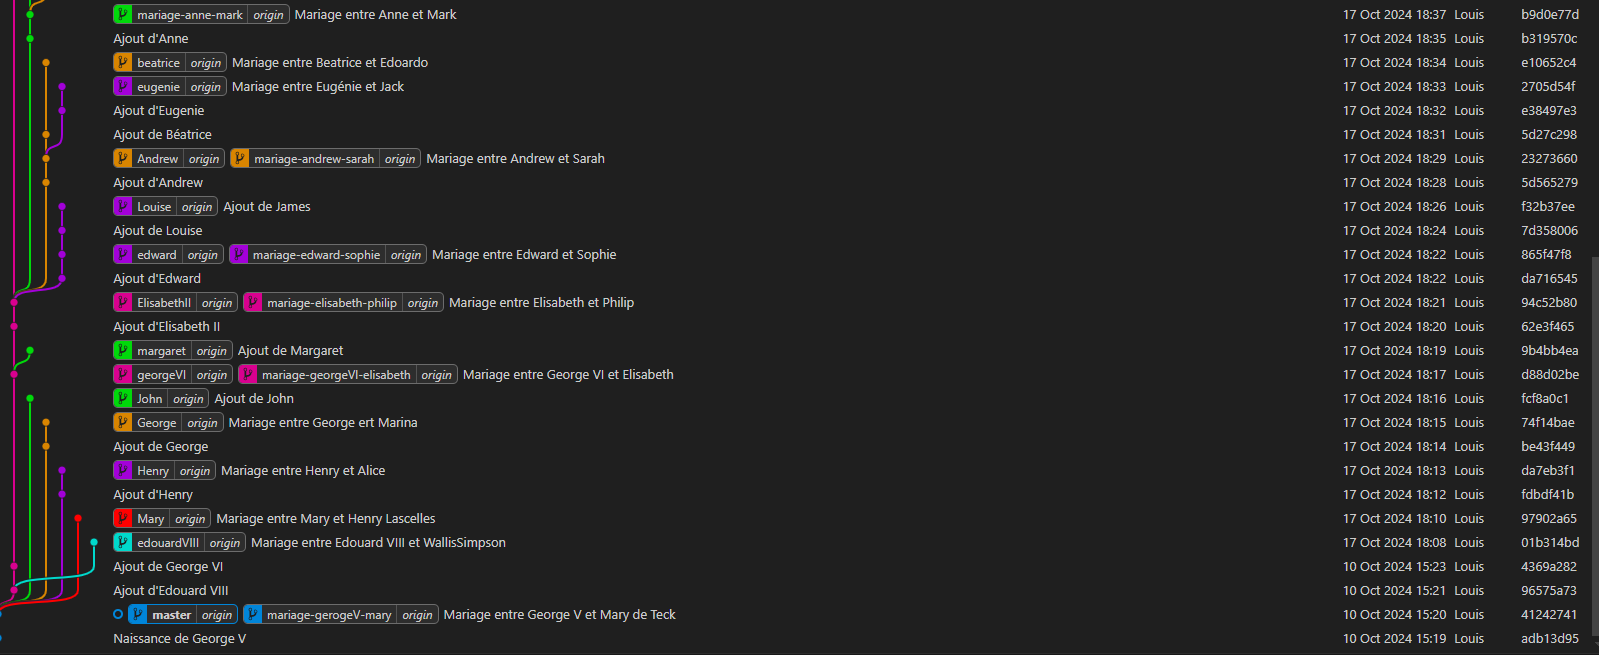 mariage-anne-mark origin Mariage entre Anne et Mark 17 Oct 2024 18:37 Louis b9d0e77d
Ajout d'Anne 17 Oct 2024 18:35 Louis b319570c
beatrice origin Mariage entre Beatrice et Edoardo 17 Oct 2024 18:34 Louis e10652c4
eugenie origin Mariage entre Eugénie et Jack 17 Oct 2024 18:33 Louis 2705d54f
Ajout d'Eugenie 17 Oct 2024 18:32 Louis e38497e3
Ajout de Béatrice 17 Oct 2024 18:31 Louis 5d27c298
Andrew origin mariage-andrew-sarah origin Mariage entre Andrew et Sarah 17 Oct 2024 18:29 Louis 23273660
Ajout d'Andrew 17 Oct 2024 18:28 Louis 5d565279
Louise origin Ajout de James 17 Oct 2024 18:26 Louis f32b37ee
Ajout de Louise 17 Oct 2024 18:24 Louis 7d358006
edward origin mariage-edward-sophie origin Mariage entre Edward et Sophie 17 Oct 2024 18:22 Louis 865f47f8
Ajout d'Edward 17 Oct 2024 18:22 Louis da716545
ElisabethII origin mariage-elisabeth-philip origin Mariage entre Elisabeth et Philip 17 Oct 2024 18:21 Louis 94c52b80
Ajout d'Elisabeth II 17 Oct 2024 18:20 Louis 62e3f465
margaret origin Ajout de Margaret 17 Oct 2024 18:19 Louis 9b4bb4ea
georgeVI origin mariage-georgeVI-elisabeth origin Mariage entre George VI et Elisabeth 17 Oct 2024 18:17 Louis d88d02be
John origin Ajout de John 17 Oct 2024 18:16 Louis fcf8a0c1
George origin Mariage entre George ert Marina 17 Oct 2024 18:15 Louis 74f14bae
Ajout de George 17 Oct 2024 18:14 Louis be43f449
Henry origin Mariage entre Henry et Alice 17 Oct 2024 18:13 Louis da7eb3f1
Ajout d'Henry 17 Oct 2024 18:12 Louis fdbdf41b
Mary origin Mariage entre Mary et Henry Lascelles 17 Oct 2024 18:10 Louis 97902a65
edouardVIII origin Mariage entre Edouard VIII et WallisSimpson 17 Oct 2024 18:08 Louis 01b314bd
Ajout de George VI 10 Oct 2024 15:23 Louis 4369a282
Ajout d'Edouard VIII 10 Oct 2024 15:21 Louis 96575a73
master origin mariage-gerogeV-mary origin Mariage entre George V et Mary de Teck 10 Oct 2024 15:20 Louis 41242741
Naissance de George V 10 Oct 2024 15:19 Louis adb13d95